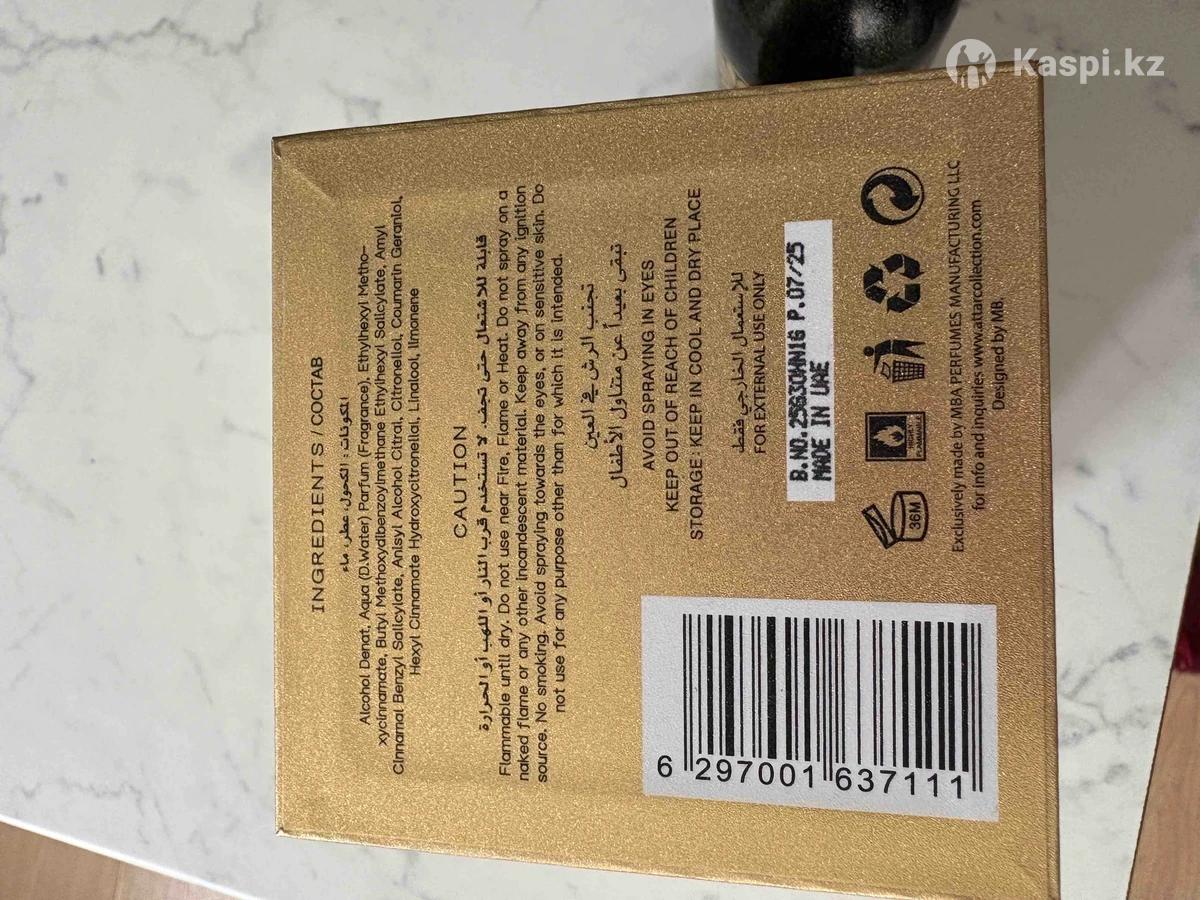 Kaspi.kz
INGREDIENTS / СОСТАВ
المكونات : الكحول، عطر، ماء
Alcohol Denat, Aqua (D.Water) Parfum (Fragrance), Ethylhexyl Metho-
xycinnamate, Butyl Methoxydibenzoylmethane Ethylhexyl Salicylate, Amyl
Cinnamal Benzyl Salicylate, Anisyl Alcohol Citral, Citronellol, Coumarin Geraniol,
Hexyl Cinnamate Hydroxycitronellal, Linalool, limonene
CAUTION
قابلة للاشتعال حتى تجف. لا تستخدم قرب النار أو اللهب أو الحرارة
Flammable until dry. Do not use near Fire, Flame or Heat. Do not spray on a
naked flame or any other incandescent material. Keep away from any ignition
source. No smoking. Avoid spraying towards the eyes, or on sensitive skin. Do
not use for any purpose other than for which it is intended.
تجنب الرش في العين
تبقى بعيداً عن متناول الأطفال
AVOID SPRAYING IN EYES
KEEP OUT OF REACH OF CHILDREN
STORAGE : KEEP IN COOL AND DRY PLACE
للإستعمال الخارجي فقط
FOR EXTERNAL USE ONLY
B.NO. P.07/25
MADE IN UAE
36M
HIGHLY
FLAMMABLE
Exclusively made by MBA PERFUMES MANUFACTURING LLC
for Info and inquiries www.attarcollection.com
Designed by MB.
6 297001 637111